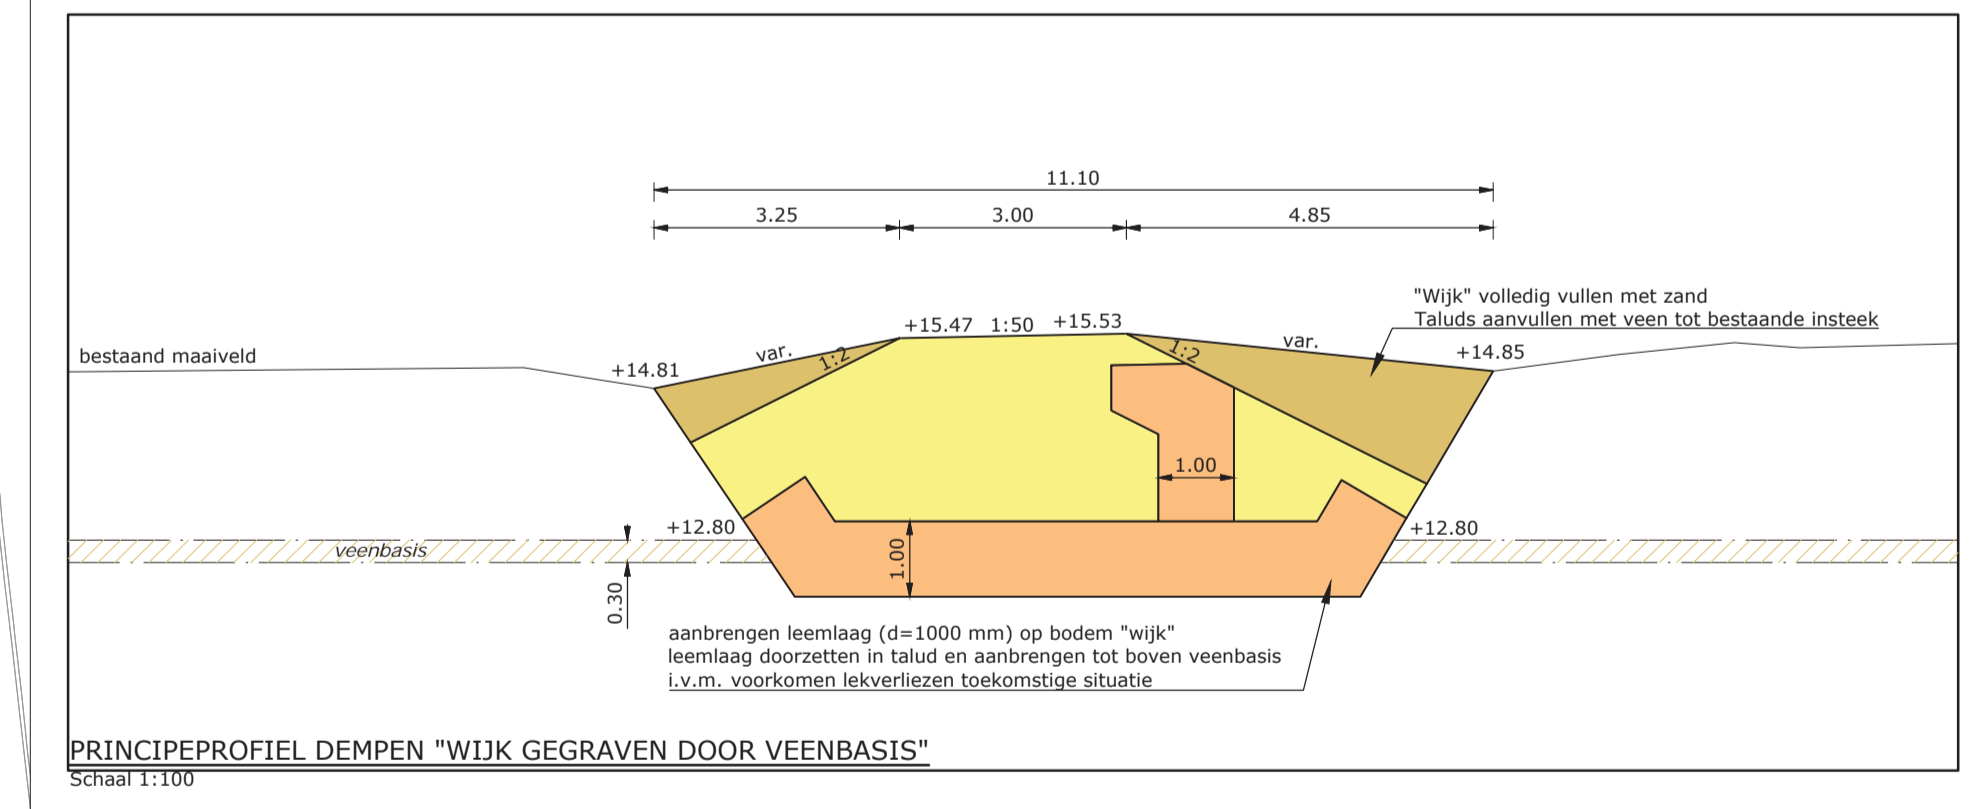 11.10
3.25
3.00
4.85
"Wijk" volledig vullen met zand
Taluds aanvullen met veen tot bestaande insteek
+15.47 1:50 +15.53
bestaand maaiveld
var.
1:2
1:2
var.
+14.81
+14.85
1.00
+12.80
+12.80
veenbasis
1.00
0.30
aanbrengen leemlaag (d=1000 mm) op bodem "wijk"
leemlaag doorzetten in talud en aanbrengen tot boven veenbasis
i.v.m. voorkomen lekverliezen toekomstige situatie
PRINCIPEPROFIEL DEMPEN "WIJK GEGRAVEN DOOR VEENBASIS"
Schaal 1:100